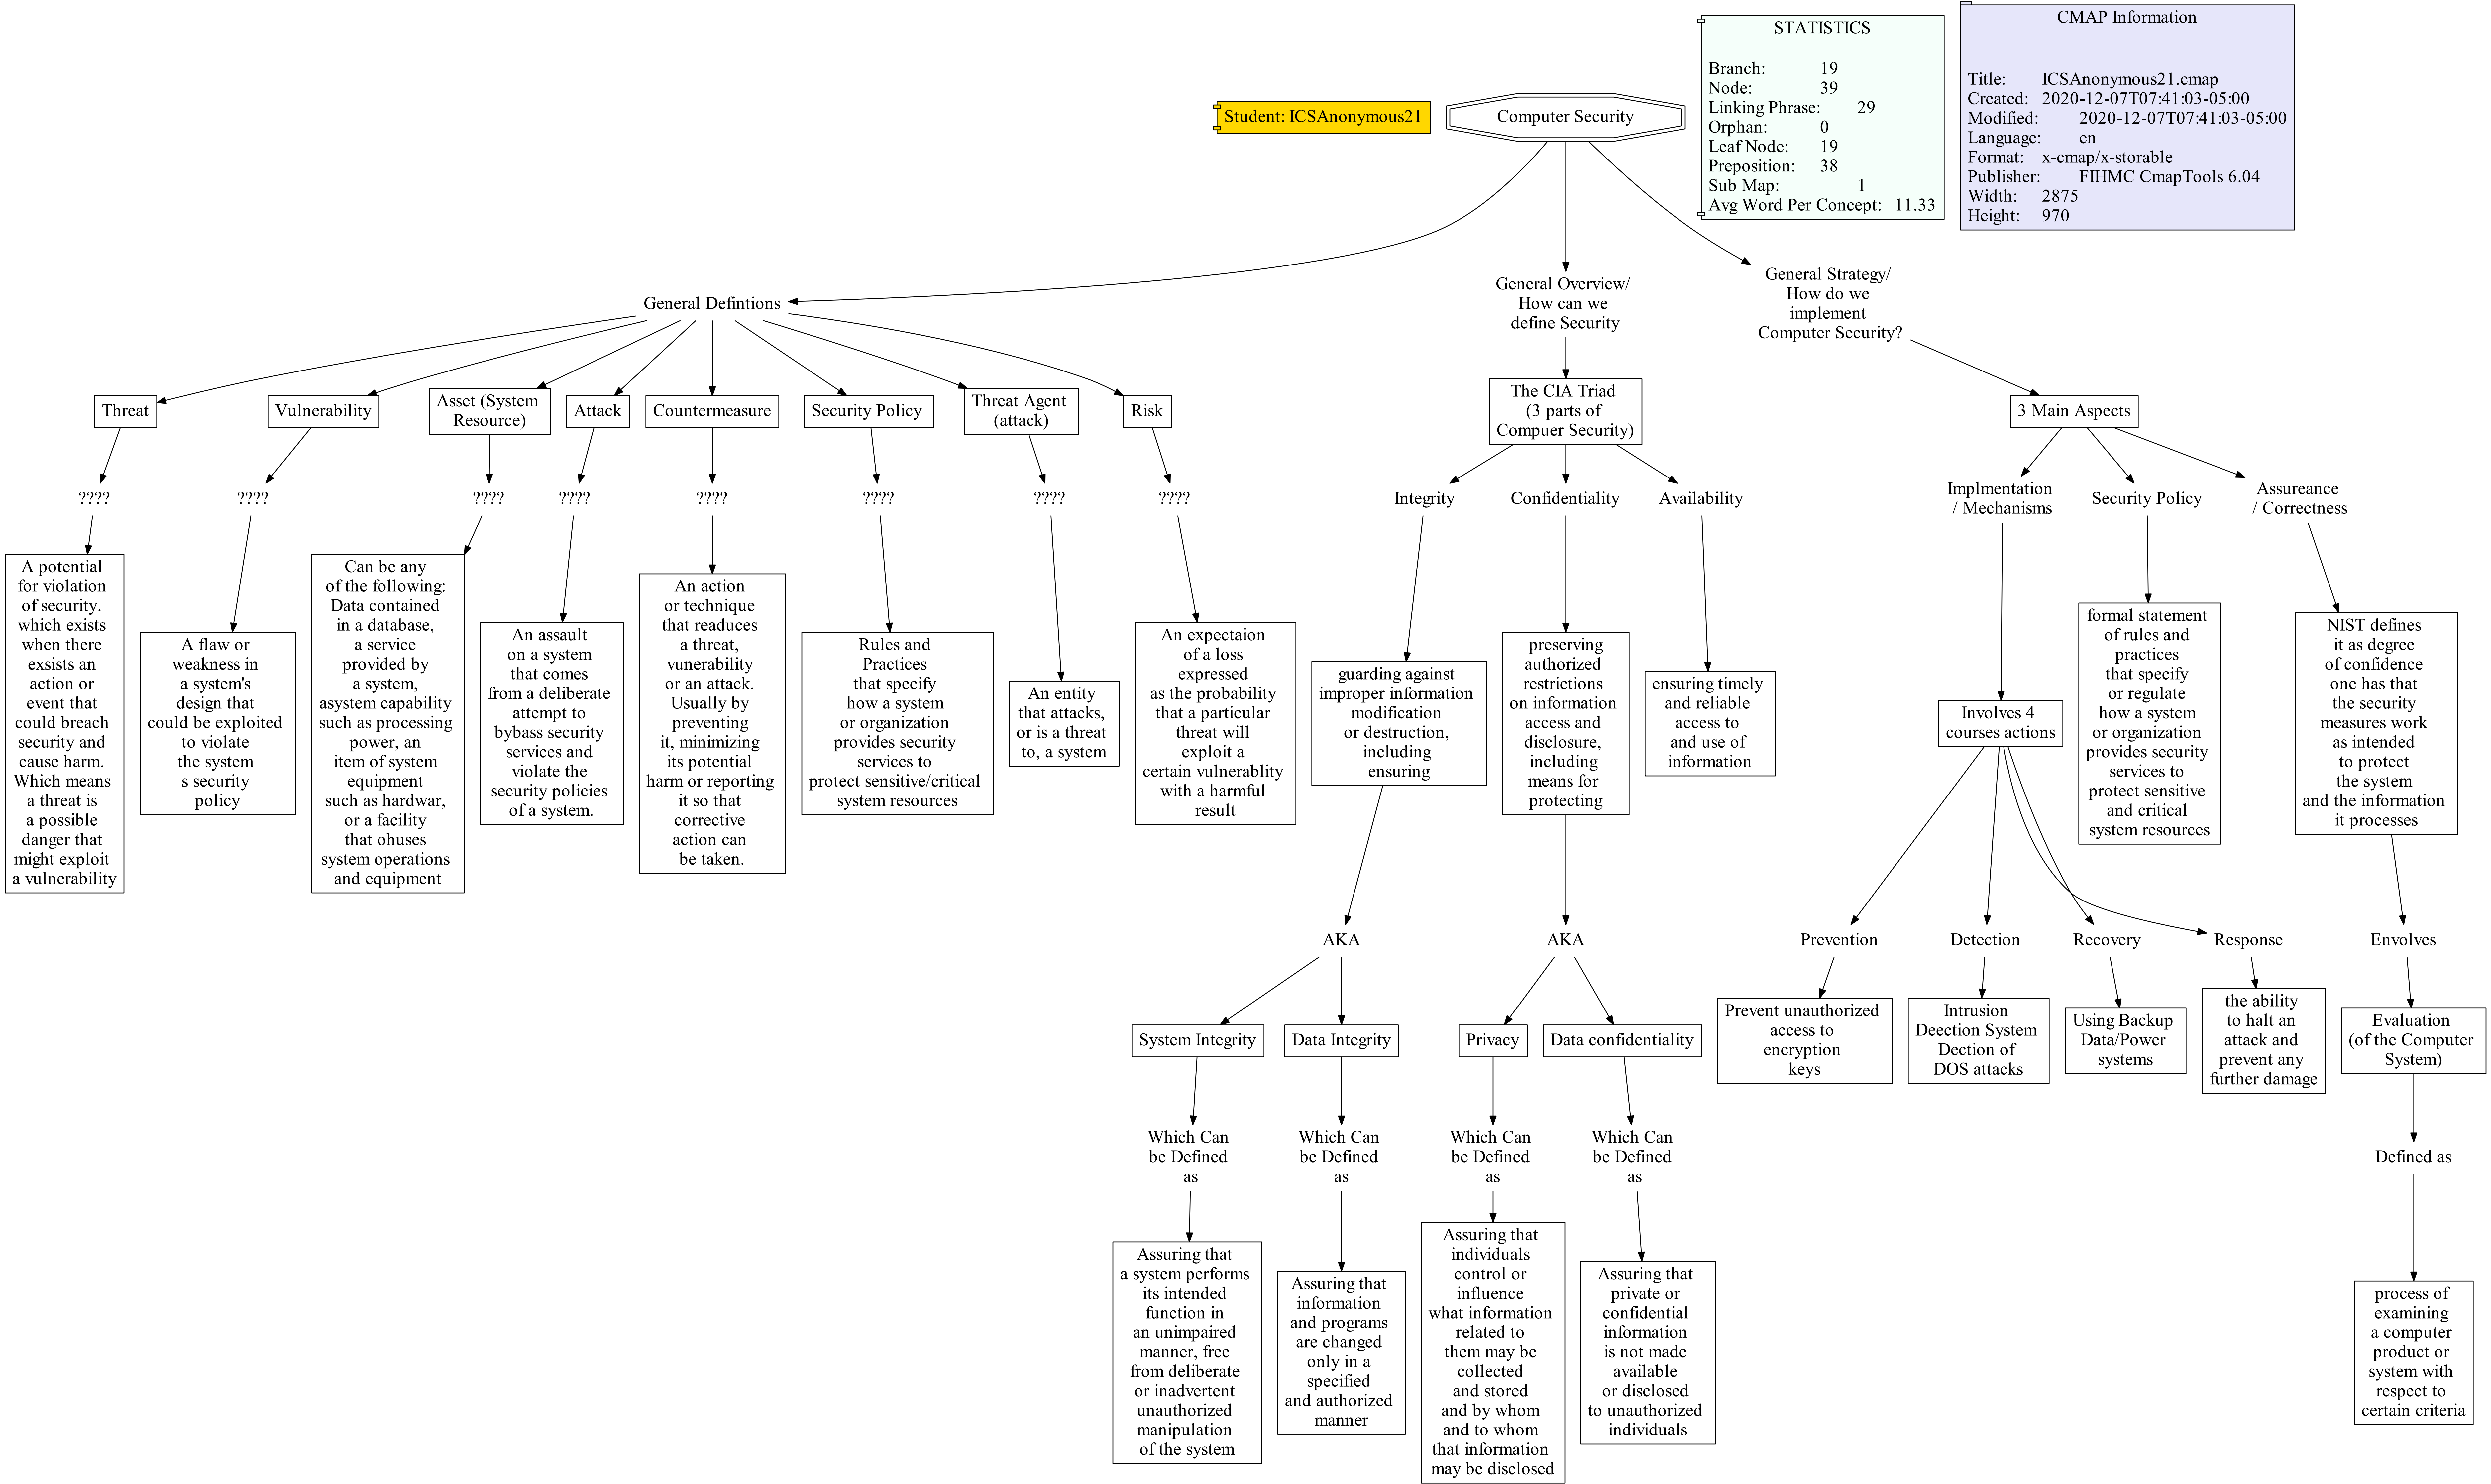 STATISTICS
Branch: 19
Node: 39
Linking Phrase: 29
Orphan: 0
Leaf Node: 19
Preposition: 38
Sub Map: 1
Avg Word Per Concept: 11.33
CMAP Information
Title: ICSAnonymous21.cmap
Created: 2020-12-07T07:41:03-05:00
Modified: 2020-12-07T07:41:03-05:00
Language: en
Format: x-cmap/x-storable
Publisher: FIHMC CmapTools 6.04
Width: 2875
Height: 970
Student: ICSAnonymous21
Computer Security
General Defintions
General Overview/
How can we
define Security
General Strategy/
How do we
implement
Computer Security?
Threat
Vulnerability
Asset (System
Resource)
Attack
Countermeasure
Security Policy
Threat Agent
(attack)
Risk
The CIA Triad
(3 parts of
Compuer Security)
3 Main Aspects
????
????
????
????
????
????
????
????
Integrity
Confidentiality
Availability
Implmentation
/ Mechanisms
Security Policy
Assureance
/ Correctness
A potential
for violation
of security.
which exists
when there
exsists an
action or
event that
could breach
security and
cause harm.
Which means
a threat is
a possible
danger that
might exploit
a vulnerability
A flaw or
weakness in
a system's
design that
could be exploited
to violate
the system
s security
policy
Can be any
of the following:
Data contained
in a database,
a service
provided by
a system,
asystem capability
such as processing
power, an
item of system
equipment
such as hardwar,
or a facility
that ohuses
system operations
and equipment
An assault
on a system
that comes
from a deliberate
attempt to
bypass security
services and
violate the
security policies
of a system.
An action
or technique
that readuces
a threat,
vunerability
or an attack.
Usually by
preventing
it, minimizing
its potential
harm or reporting
it so that
corrective
action can
be taken.
Rules and
Practices
that specify
how a system
or organization
provides security
services to
protect sensitive/critical
system resources
An entity
that attacks,
or is a threat
to, a system
An expectaion
of a loss
expressed
as the probability
that a particular
threat will
exploit a
certain vulnerablity
with a harmful
result
guarding against
improper information
modification
or destruction,
including
ensuring
preserving
authorized
restrictions
on information
access and
disclosure,
including
means for
protecting
ensuring timely
and reliable
access to
and use of
information
Involves 4
courses actions
formal statement
of rules and
practices
that specify
or regulate
how a system
or organization
provides security
services to
protect sensitive
and critical
system resources
NIST defines
it as degree
of confidence
one has that
the security
measures work
as intended
to protect
the system
and the information
it processes
AKA
AKA
Prevention
Detection
Recovery
Response
Envolves
System Integrity
Data Integrity
Privacy
Data confidentiality
Prevent unauthorized
access to
encryption
keys
Intrusion
Deection System
Dection of
DOS attacks
Using Backup
Data/Power
systems
the ability
to halt an
attack and
prevent any
further damage
Evaluation
(of the Computer
System)
Which Can
be Defined
as
Which Can
be Defined
as
Which Can
be Defined
as
Which Can
be Defined
as
Defined as
Assuring that
a system performs
its intended
function in
an unimpaired
manner, free
from deliberate
or inadvertent
unauthorized
manipulation
of the system
Assuring that
information
and programs
are changed
only in a
specified
and authorized
manner
Assuring that
individuals
control or
influence
what information
related to
them may be
collected
and stored
and by whom
and to whom
that information
may be disclosed
Assuring that
private or
confidential
information
is not made
available
or disclosed
to unauthorized
individuals
process of
examining
a computer
product or
system with
respect to
certain criteria